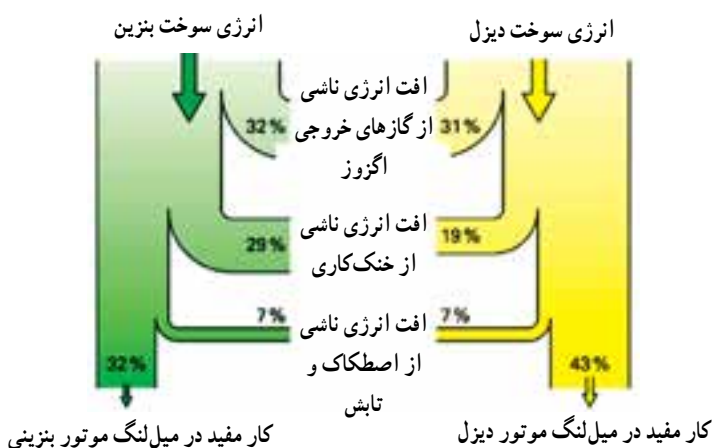 انرژی سوخت دیزل
انرژی سوخت بنزین
افت انرژی ناشی
از گازهای خروجی
اگزوز
31%
32%
افت انرژی ناشی
از خنک‌کاری
19%
29%
افت انرژی ناشی
از اصطکاک و
تابش
7%
7%
43%
32%
کار مفید در میل‌لنگ موتور دیزل
کار مفید در میل‌لنگ موتور بنزینی